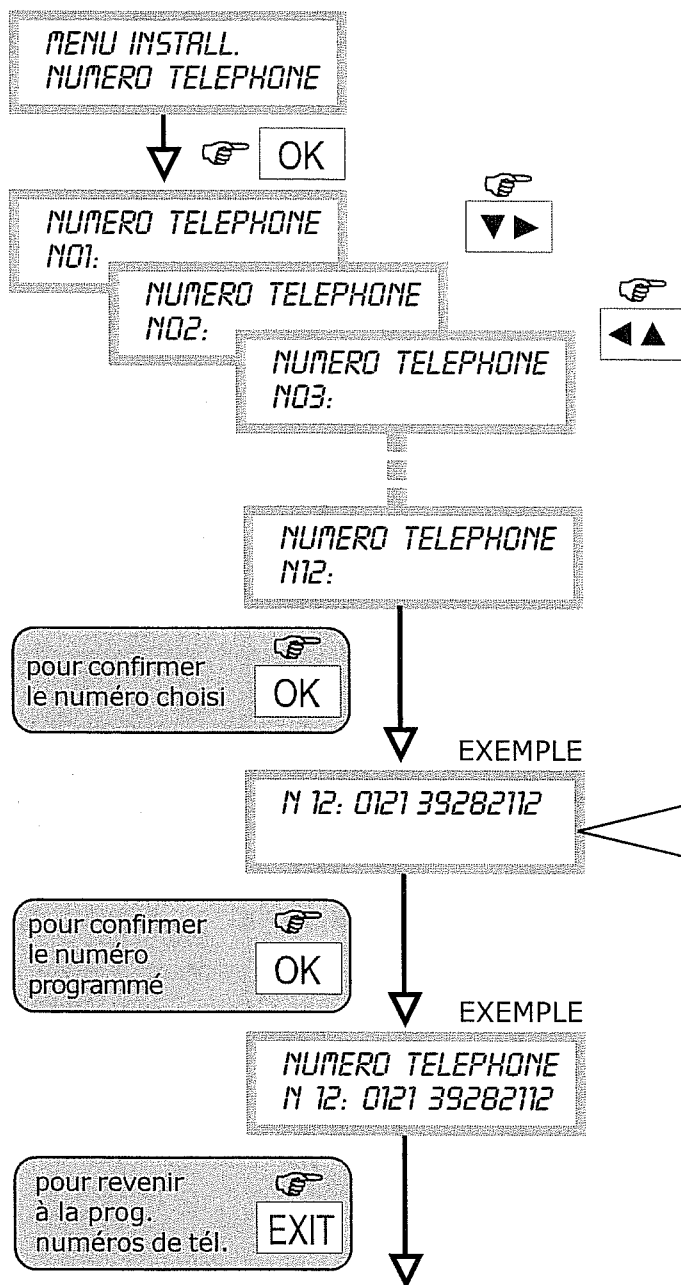 MENU INSTALL.
NUMERO TELEPHONE
OK
NUMERO TELEPHONE
N01:
NUMERO TELEPHONE
N02:
NUMERO TELEPHONE
N03:
NUMERO TELEPHONE
N12:
pour confirmer
le numéro choisi
OK
EXEMPLE
N 12: 0121 39282112
pour confirmer
le numéro
programmé
OK
EXEMPLE
NUMERO TELEPHONE
N 12: 0121 39282112
pour revenir
à la prog.
numéros de tél.
EXIT